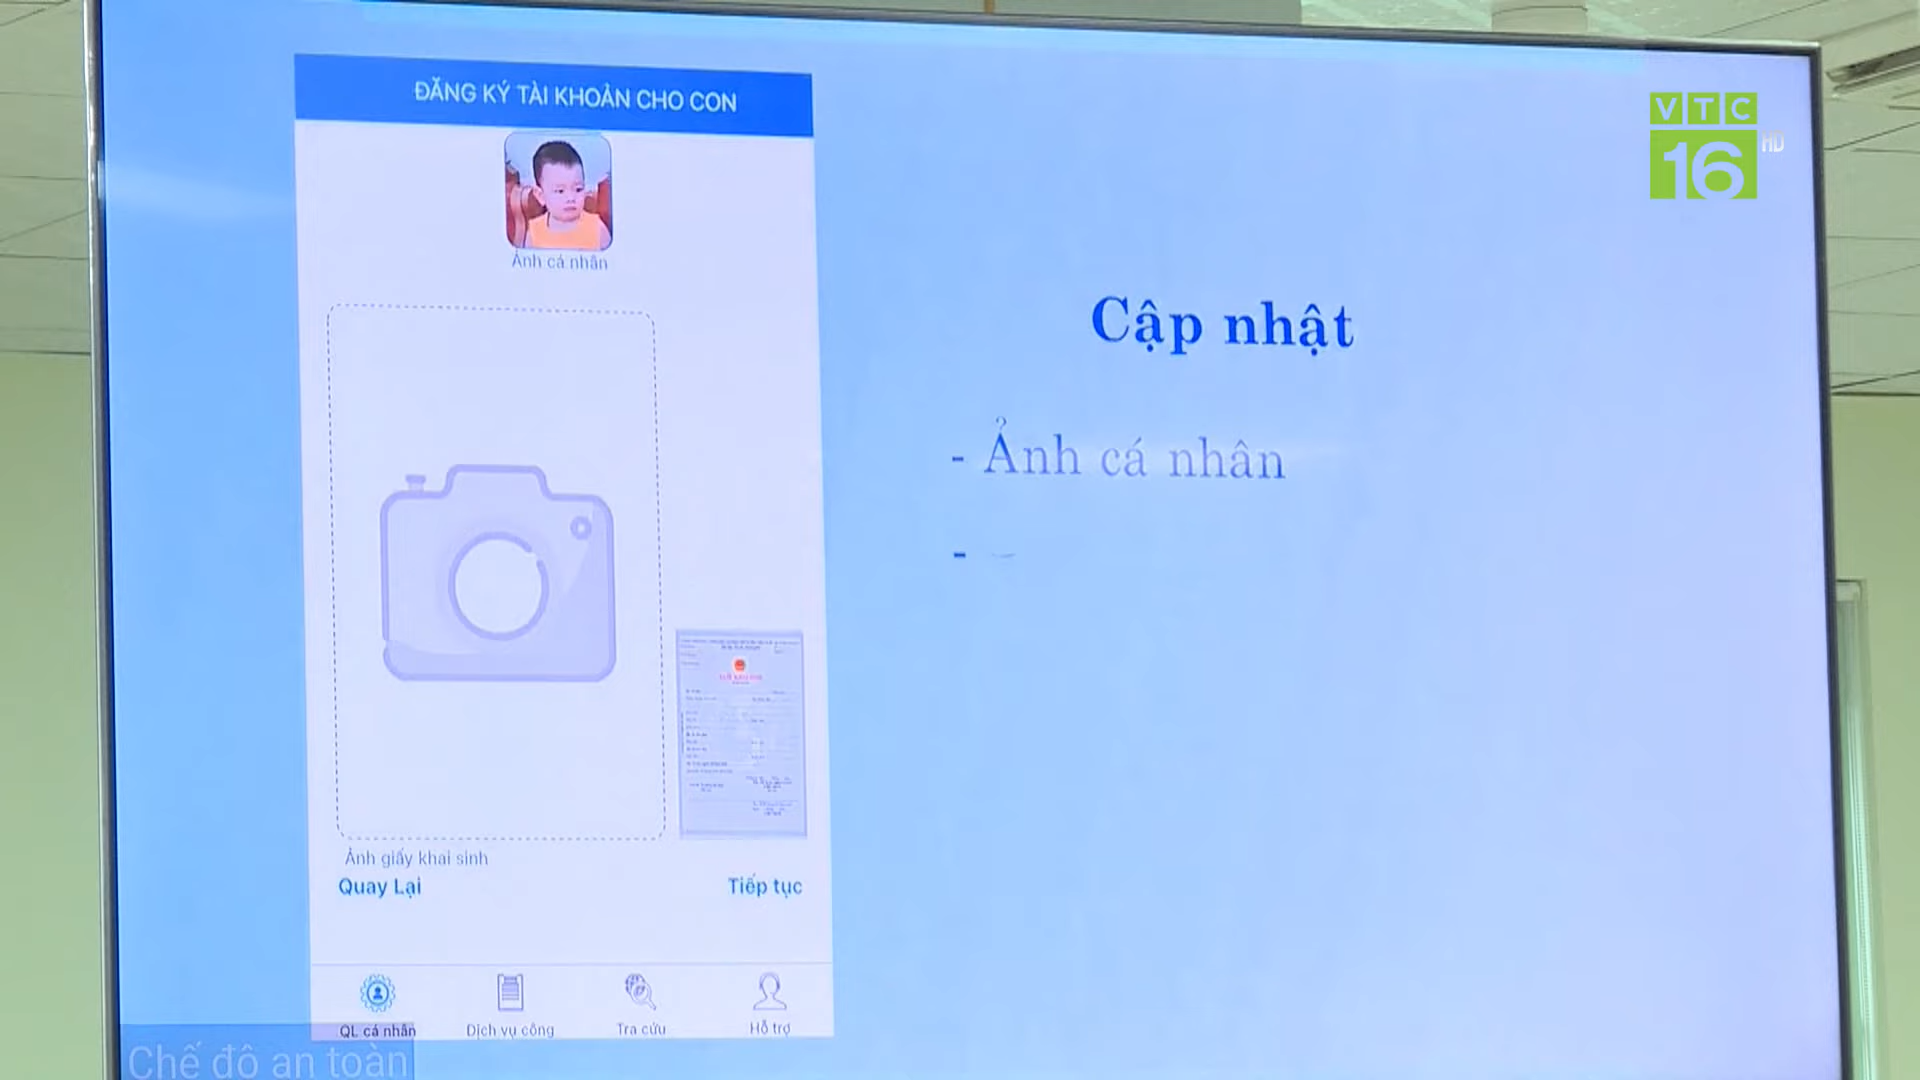 ĐĂNG KÝ TÀI KHOẢN CHO CON
Ảnh cá nhân
Ảnh giấy khai sinh
Quay Lại
Tiếp tục
QL cá nhân
Dịch vụ công
Tra cứu
Hỗ trợ
Cập nhật
- Ảnh cá nhân
-
VTC
16
HD
Chế độ an toàn